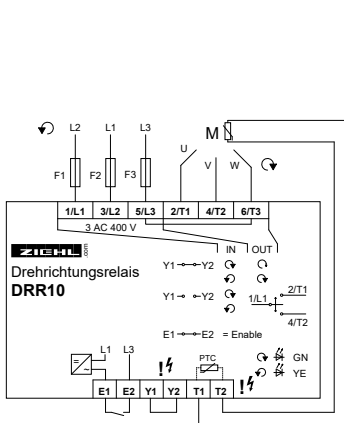 L2 L1 L3 M
U
F1 F2 F3 V W
1/L1 3/L2 5/L3 2/T1 4/T2 6/T3
3 AC 400 V
ZIEHL .com IN OUT
Drehrichtungsrelais Y1 Y2
DRR10
Y1 Y2 1/L1 2/T1
4/T2
E1 E2 = Enable
L1 L3 PTC GN
YE
E1 E2 Y1 Y2 T1 T2